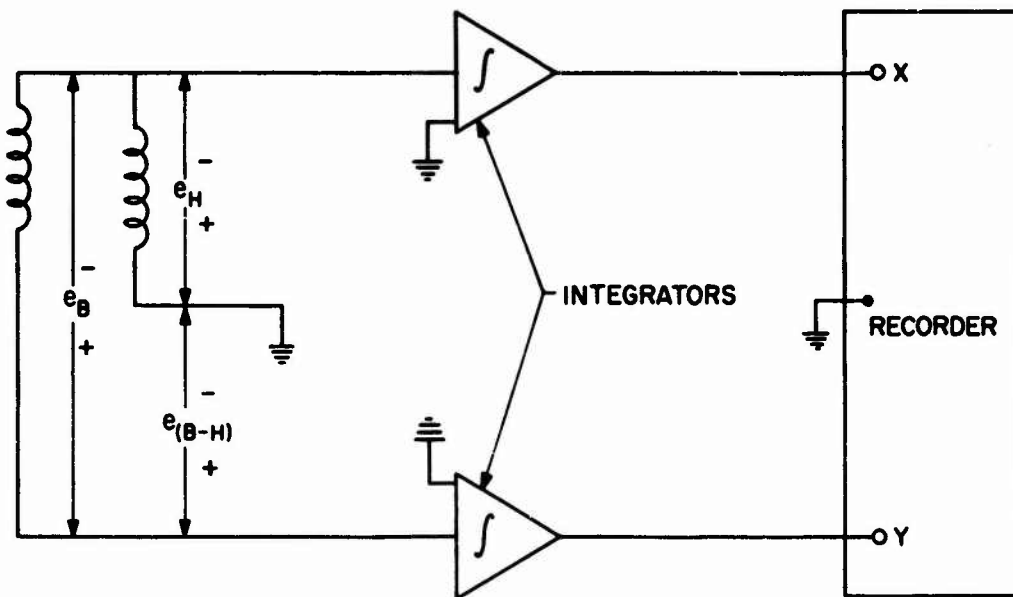 ∫
X
−
e_H
+
−
e_B
+
INTEGRATORS
RECORDER
−
e_(B-H)
+
∫
Y